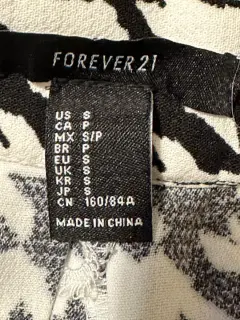 FOREVER 21
US S
CA P
MX S/P
BR P
EU S
UK S
KR S
JP S
CN 160/84A
MADE IN CHINA